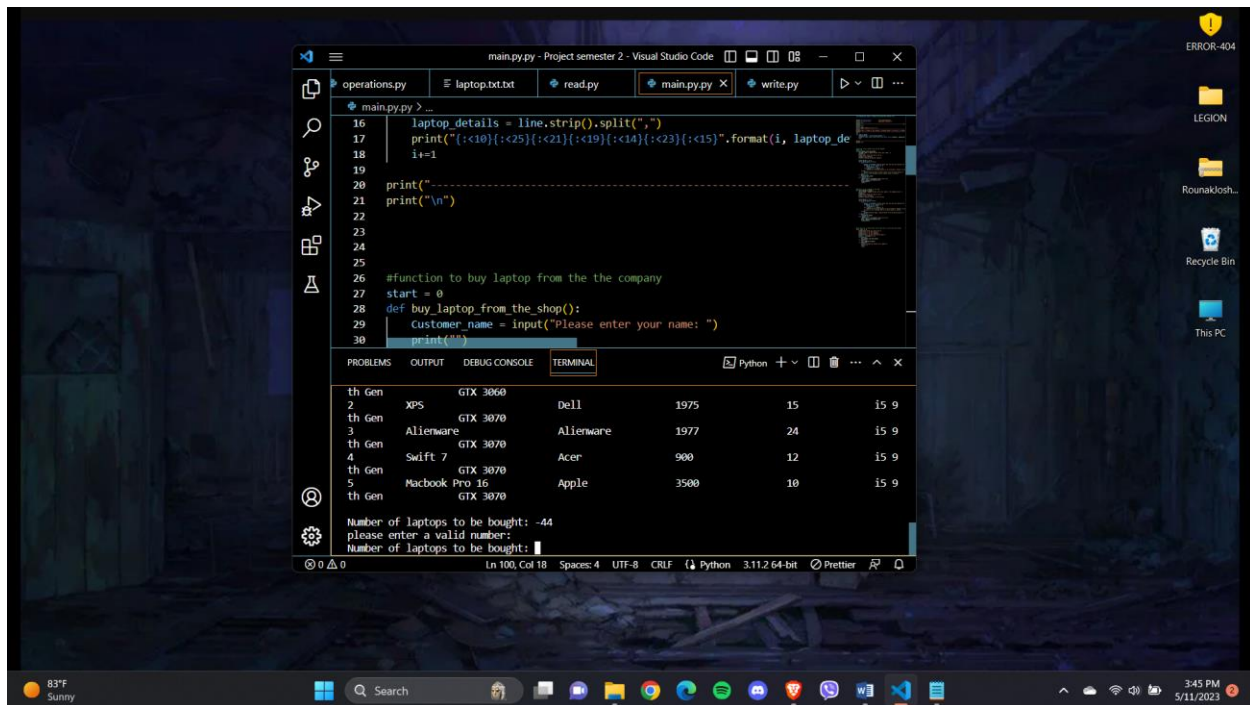 ERROR-404
LEGION
RounakJosh...
Recycle Bin
This PC
main.py.py - Project semester 2 - Visual Studio Code
operations.py laptop.txt.txt read.py main.py.py write.py
main.py.py > ...
16 laptop_details = line.strip().split(",")
17 print("{:<10}{:<25}{:<21}{:<19}{:<14}{:<23}{:<15}".format(i, laptop_de
18 i+=1
19
20 print("--------------------------------------------------------------------
21 print("\n")
22
23
24
25
26 #function to buy laptop from the the company
27 start = 0
28 def buy_laptop_from_the_shop():
29 Customer_name = input("Please enter your name: ")
30 print("")
PROBLEMS OUTPUT DEBUG CONSOLE TERMINAL Python
th Gen GTX 3060
2 XPS Dell 1975 15 i5 9
th Gen GTX 3070
3 Alienware Alienware 1977 24 i5 9
th Gen GTX 3070
4 Swift 7 Acer 900 12 i5 9
th Gen GTX 3070
5 Macbook Pro 16 Apple 3500 10 i5 9
th Gen GTX 3070
Number of laptops to be bought: -44
please enter a valid number:
Number of laptops to be bought:
0 0 Ln 100, Col 18 Spaces: 4 UTF-8 CRLF Python 3.11.2 64-bit Prettier
83°F
Sunny
Search
3:45 PM
5/11/2023
2